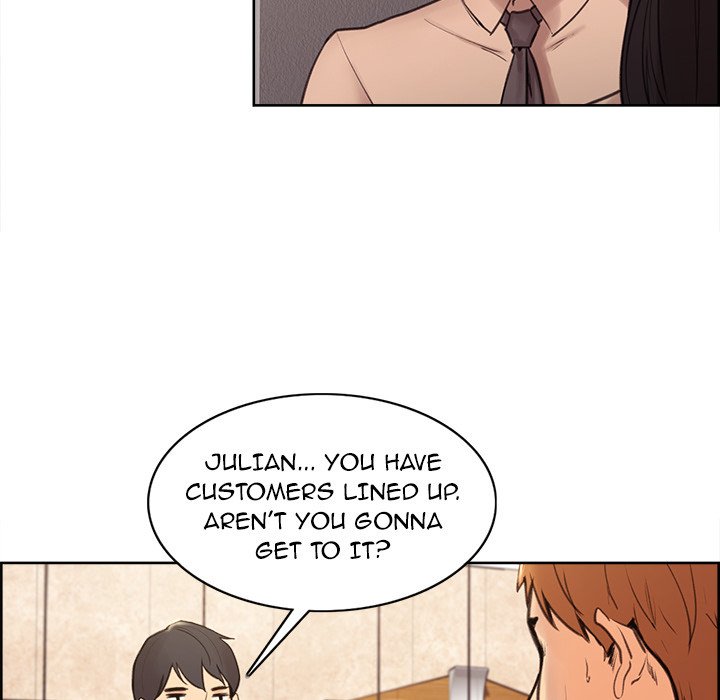 JULIAN... YOU HAVE
CUSTOMERS LINED UP.
AREN'T YOU GONNA
GET TO IT?